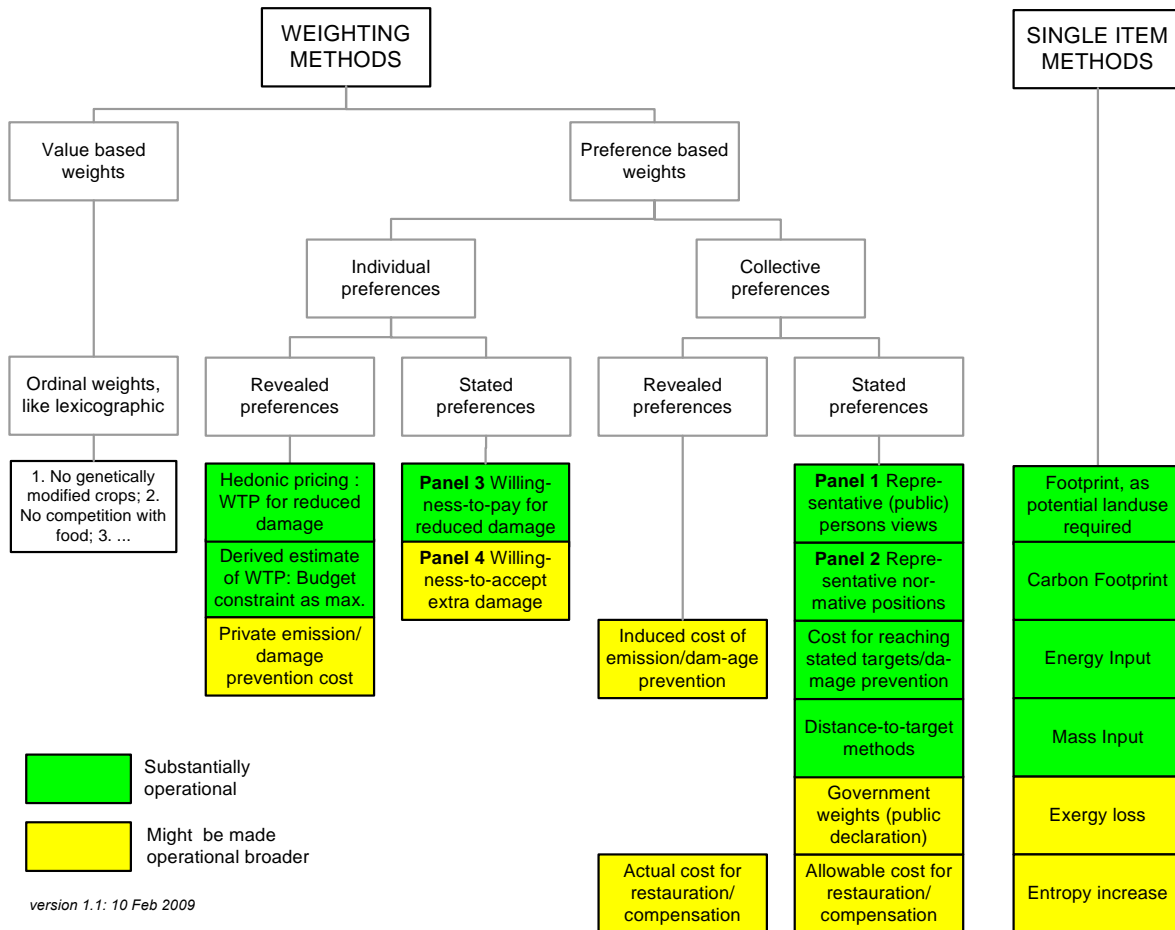 WEIGHTING
METHODS
SINGLE ITEM
METHODS
Value based
weights
Preference based
weights
Individual
preferences
Collective
preferences
Ordinal weights,
like lexicographic
Revealed
preferences
Stated
preferences
Revealed
preferences
Stated
preferences
1. No genetically
modified crops; 2.
No competition with
food; 3. ...
Hedonic pricing :
WTP for reduced
damage
Derived estimate
of WTP: Budget
constraint as max.
Private emission/
damage
prevention cost
Panel 3 Willing-
ness-to-pay for
reduced damage
Panel 4 Willing-
ness-to-accept
extra damage
Induced cost of
emission/dam-age
prevention
Actual cost for
restauration/
compensation
Panel 1 Repre-
sentative (public)
persons views
Panel 2 Repre-
sentative nor-
mative positions
Cost for reaching
stated targets/da-
mage prevention
Distance-to-target
methods
Government
weights (public
declaration)
Allowable cost for
restauration/
compensation
Footprint, as
potential landuse
required
Carbon Footprint
Energy Input
Mass Input
Exergy loss
Entropy increase
Substantially
operational
Might be made
operational broader
version 1.1: 10 Feb 2009